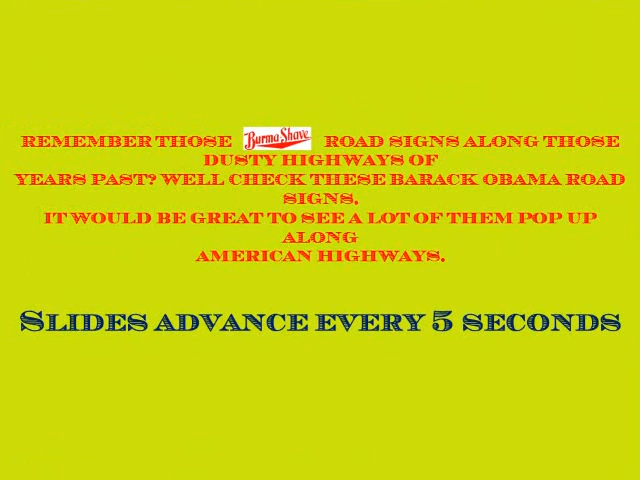 REMEMBER THOSE Burma Shave ROAD SIGNS ALONG THOSE
DUSTY HIGHWAYS OF
YEARS PAST? WELL CHECK THESE BARACK OBAMA ROAD
SIGNS.
IT WOULD BE GREAT TO SEE A LOT OF THEM POP UP
ALONG
AMERICAN HIGHWAYS.
SLIDES ADVANCE EVERY 5 SECONDS